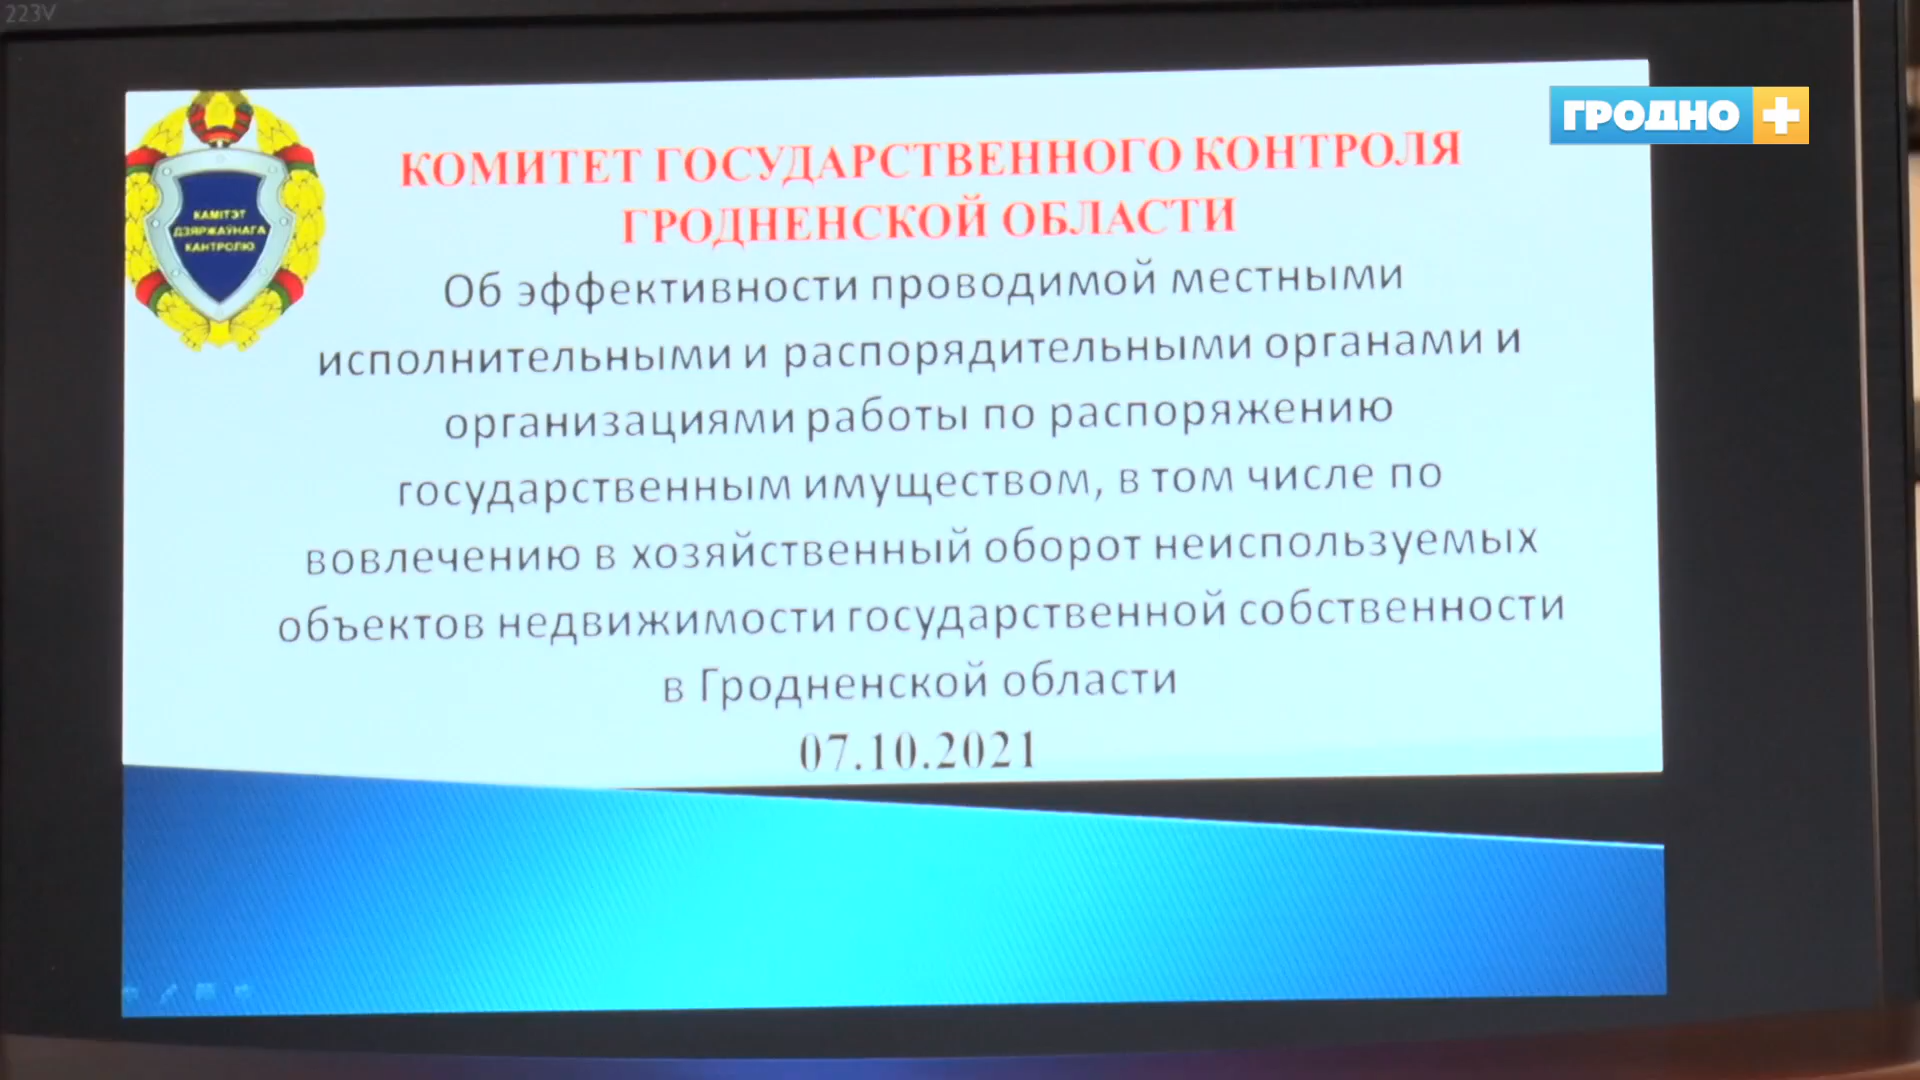 223V
ГРОДНО +
КАМІТЭТ
ДЗЯРЖАЎНАГА
КАНТРОЛЮ
КОМИТЕТ ГОСУДАРСТВЕННОГО КОНТРОЛЯ
ГРОДНЕНСКОЙ ОБЛАСТИ
Об эффективности проводимой местными
исполнительными и распорядительными органами и
организациями работы по распоряжению
государственным имуществом, в том числе по
вовлечению в хозяйственный оборот неиспользуемых
объектов недвижимости государственной собственности
в Гродненской области
07.10.2021